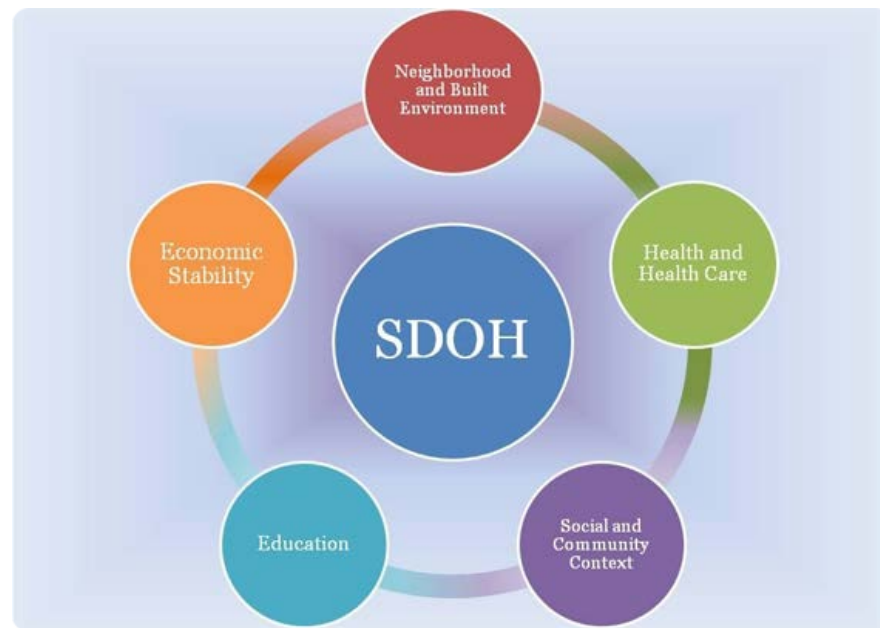 Neighborhood
and Built
Environment
Economic
Stability
Health and
Health Care
SDOH
Education
Social and
Community
Context